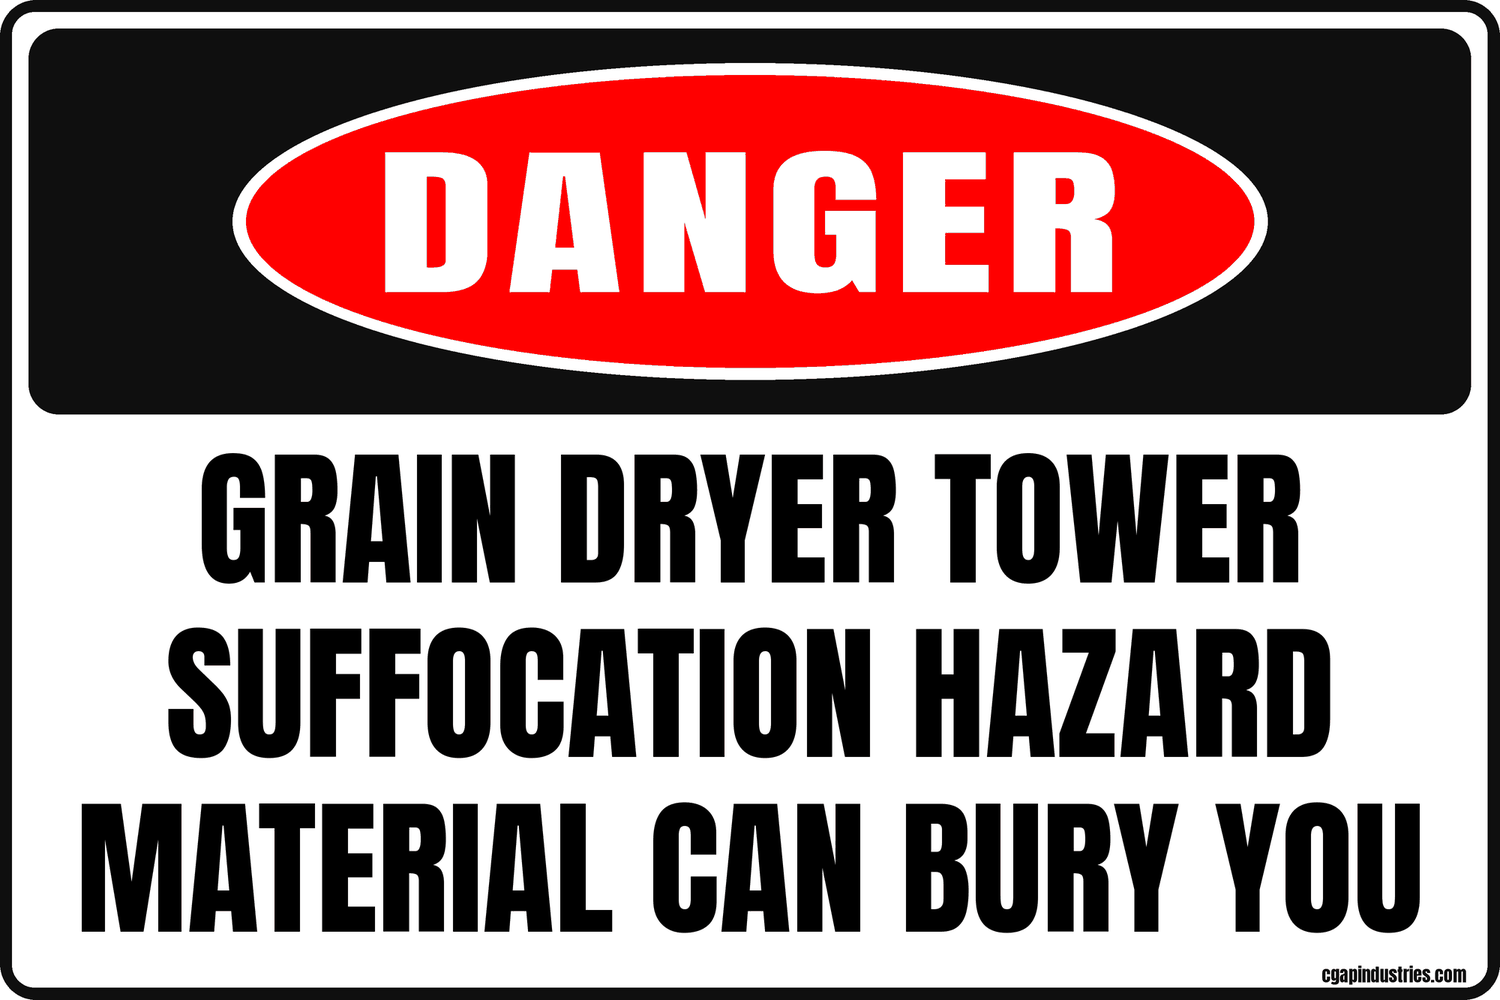 DANGER
GRAIN DRYER TOWER
SUFFOCATION HAZARD
MATERIAL CAN BURY YOU
cgapindustries.com